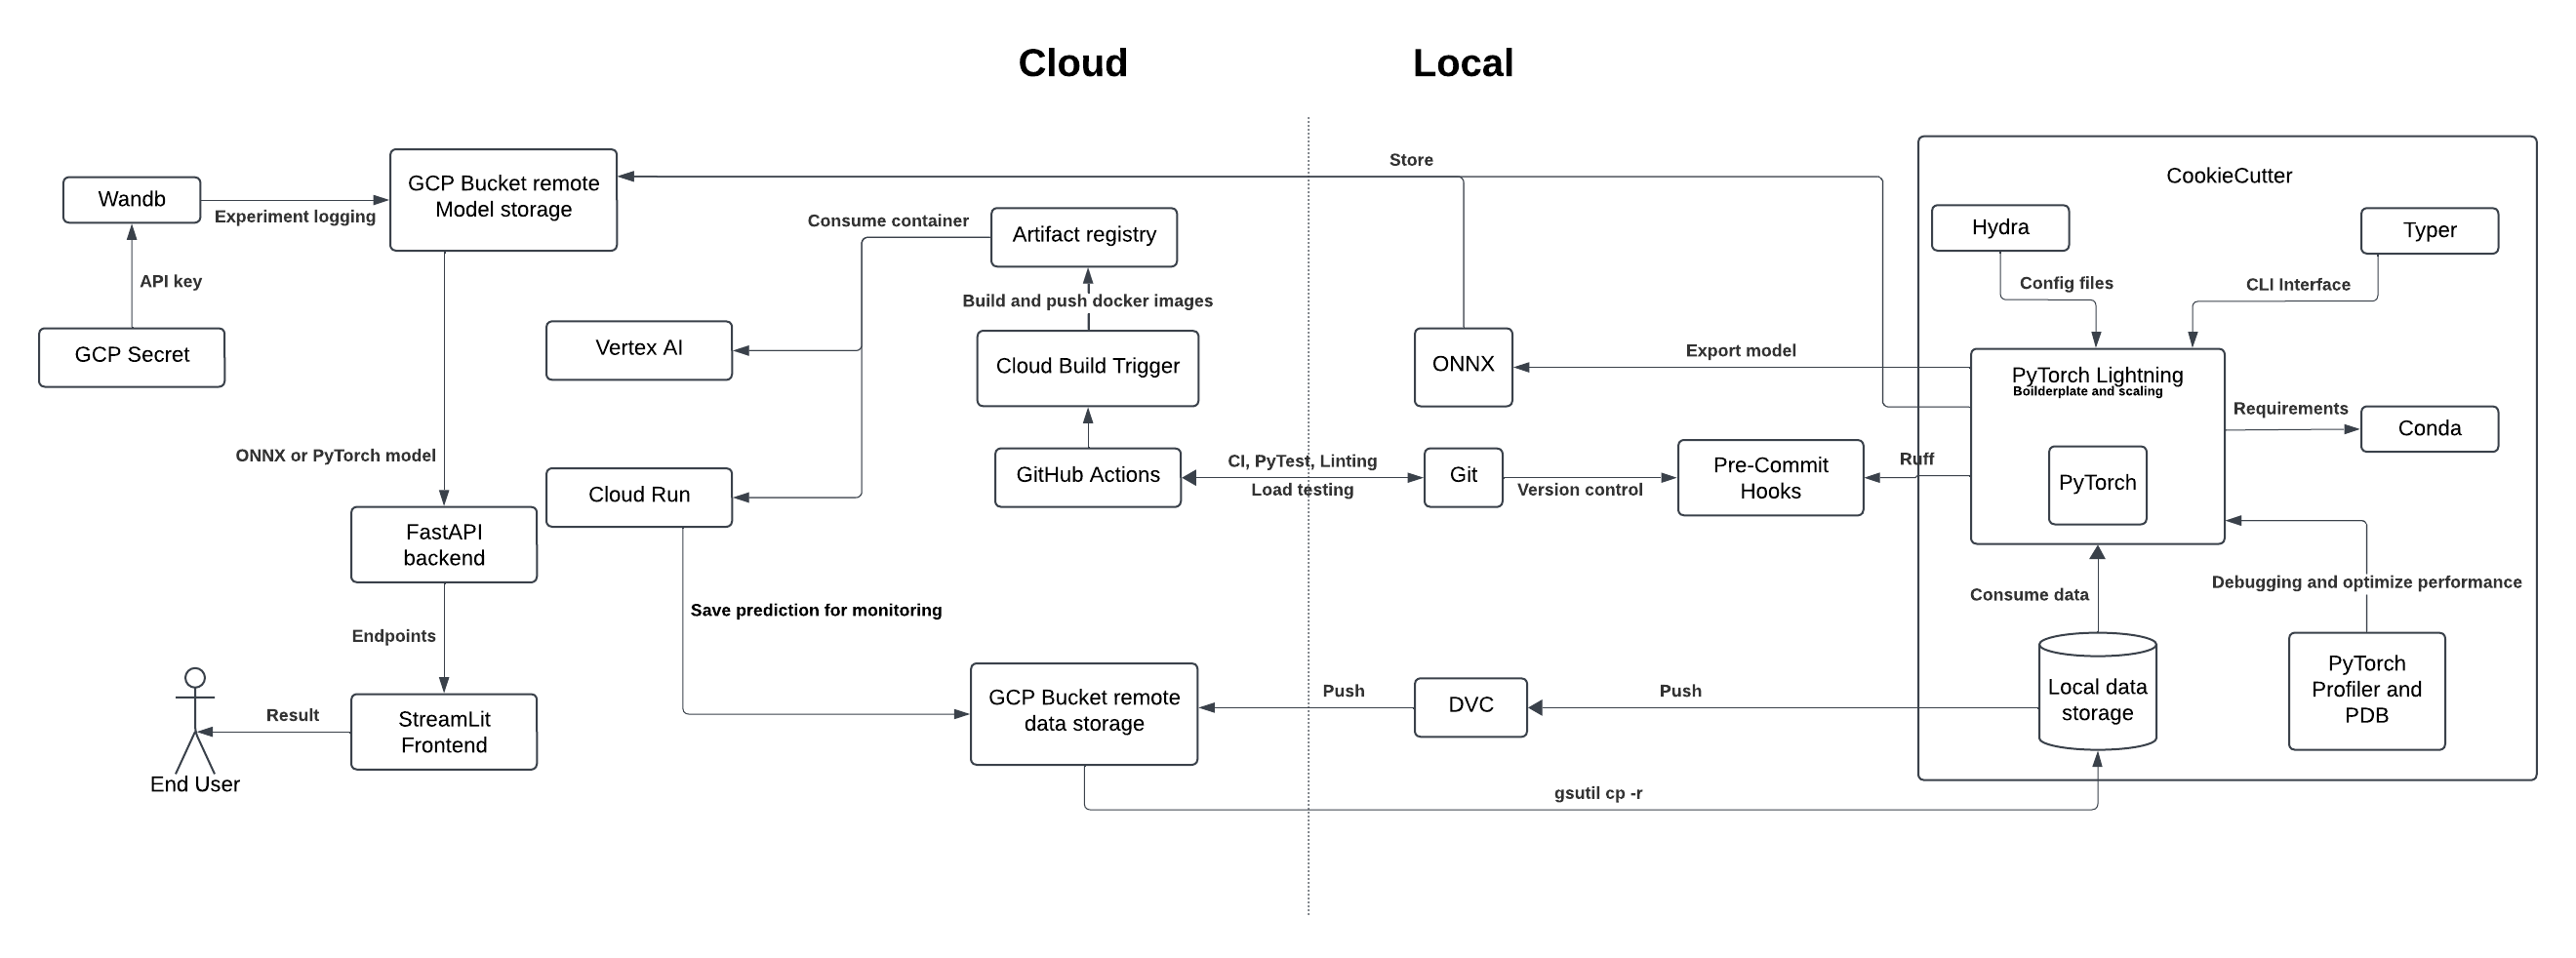 Cloud
Local
Store
CookieCutter
Wandb
Experiment logging
GCP Bucket remote
Model storage
API key
GCP Secret
Consume container
Artifact registry
Build and push docker images
Vertex AI
Cloud Build Trigger
ONNX or PyTorch model
Cloud Run
GitHub Actions
CI, PyTest, Linting
Load testing
FastAPI
backend
Endpoints
Save prediction for monitoring
StreamLit
Frontend
Result
End User
GCP Bucket remote
data storage
Push
DVC
Push
gsutil cp -r
ONNX
Export model
Git
Version control
Pre-Commit
Hooks
Ruff
Hydra
Config files
Typer
CLI Interface
PyTorch Lightning
Boilderplate and scaling
PyTorch
Requirements
Conda
Consume data
Debugging and optimize performance
Local data
storage
PyTorch
Profiler and
PDB